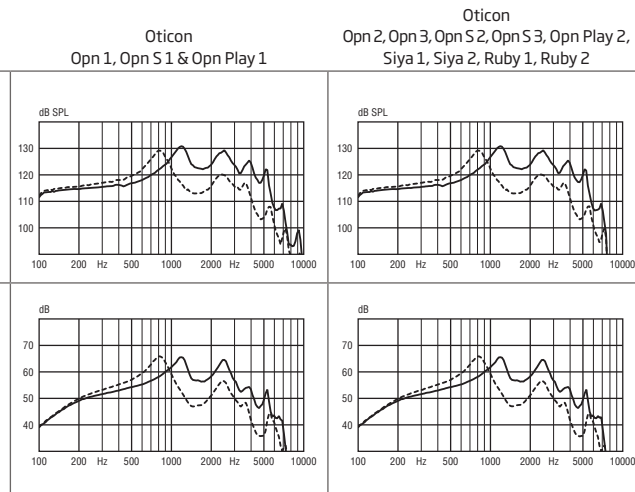 Oticon
Opn 1, Opn S 1 & Opn Play 1
Oticon
Opn 2, Opn 3, Opn S 2, Opn S 3, Opn Play 2,
Siya 1, Siya 2, Ruby 1, Ruby 2
dB SPL
130
120
110
100
100 200 Hz 500 1000 2000 Hz 5000 10000
dB SPL
130
120
110
100
100 200 Hz 500 1000 2000 Hz 5000 10000
dB
70
60
50
40
100 200 Hz 500 1000 2000 Hz 5000 10000
dB
70
60
50
40
100 200 Hz 500 1000 2000 Hz 5000 10000